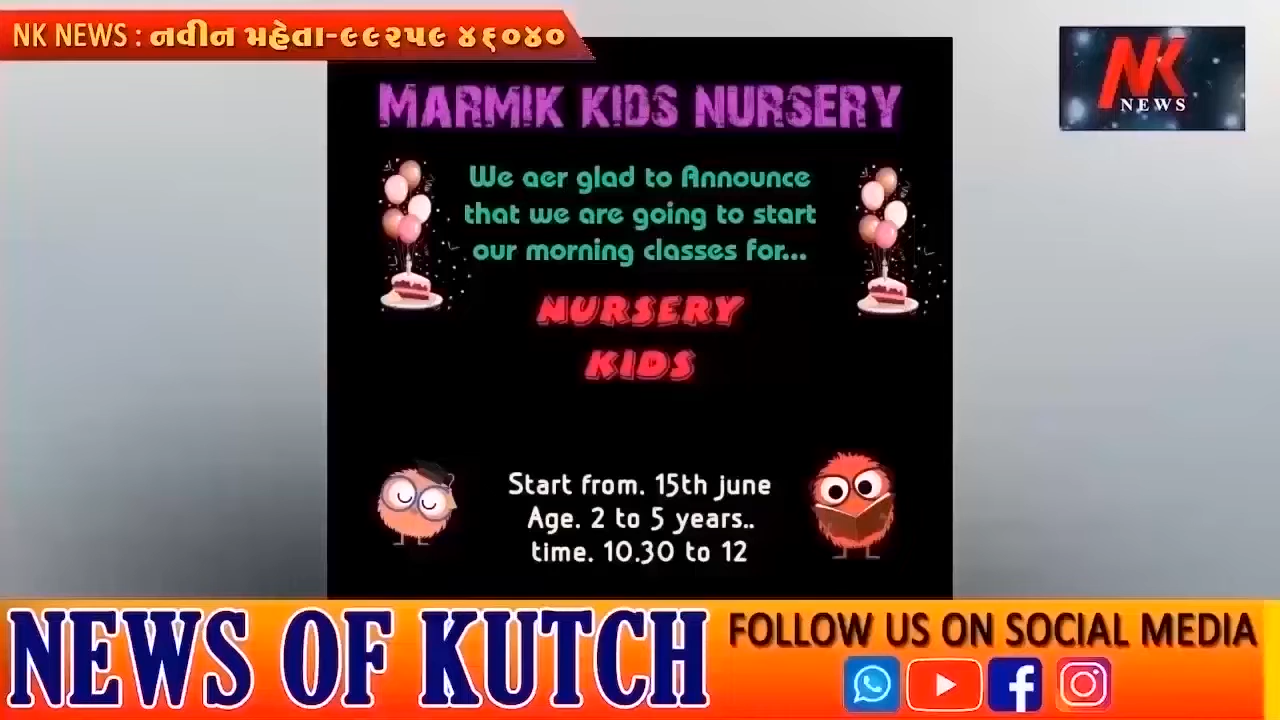 NK NEWS : નવીન મહેતા-૯૯૨૫૯ ૪૬૦૪૦
NK
NEWS
MARMIK KIDS NURSERY
We aer glad to Announce
that we are going to start
our morning classes for...
NURSERY
KIDS
Start from. 15th june
Age. 2 to 5 years..
time. 10.30 to 12
NEWS OF KUTCH
FOLLOW US ON SOCIAL MEDIA